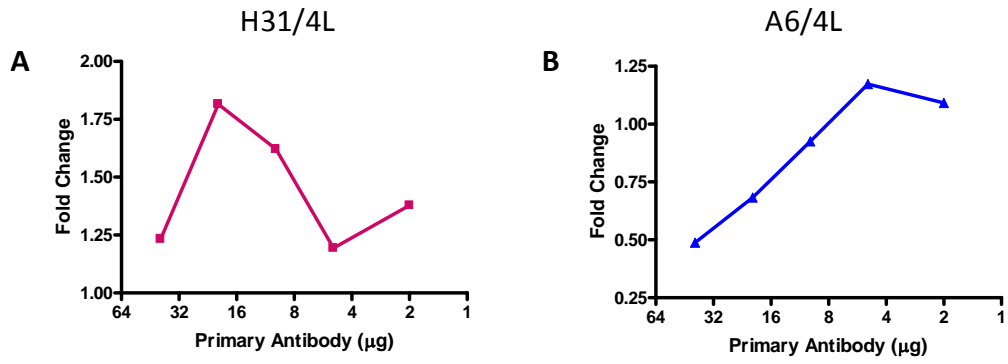 H31/4L
A
Fold Change
2.00
1.75
1.50
1.25
1.00
64 32 16 8 4 2 1
Primary Antibody (µg)
A6/4L
B
Fold Change
1.25
1.00
0.75
0.50
0.25
64 32 16 8 4 2 1
Primary Antibody (µg)